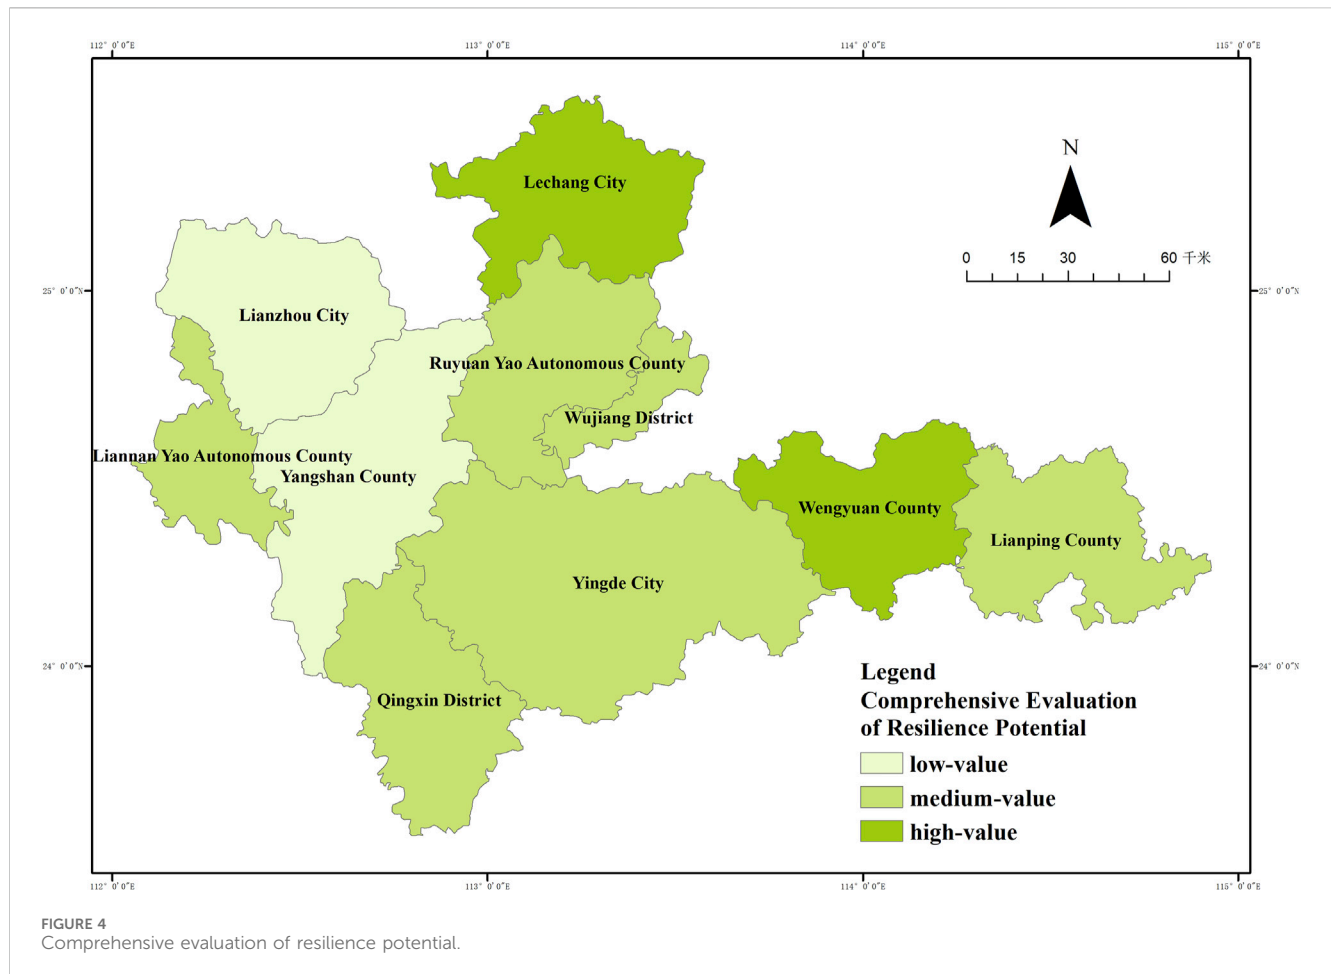 112° 0′0″E
113° 0′0″E
114° 0′0″E
115° 0′0″E
N
Lechang City
0 15 30 60 千米
25° 0′0″N
25° 0′0″N
Lianzhou City
Ruyuan Yao Autonomous County
Wujiang District
Liannan Yao Autonomous County
Yangshan County
Wengyuan County
Lianping County
Yingde City
24° 0′0″N
24° 0′0″N
Qingxin District
Legend
Comprehensive Evaluation
of Resilience Potential
low-value
medium-value
high-value
112° 0′0″E
113° 0′0″E
114° 0′0″E
115° 0′0″E
FIGURE 4
Comprehensive evaluation of resilience potential.